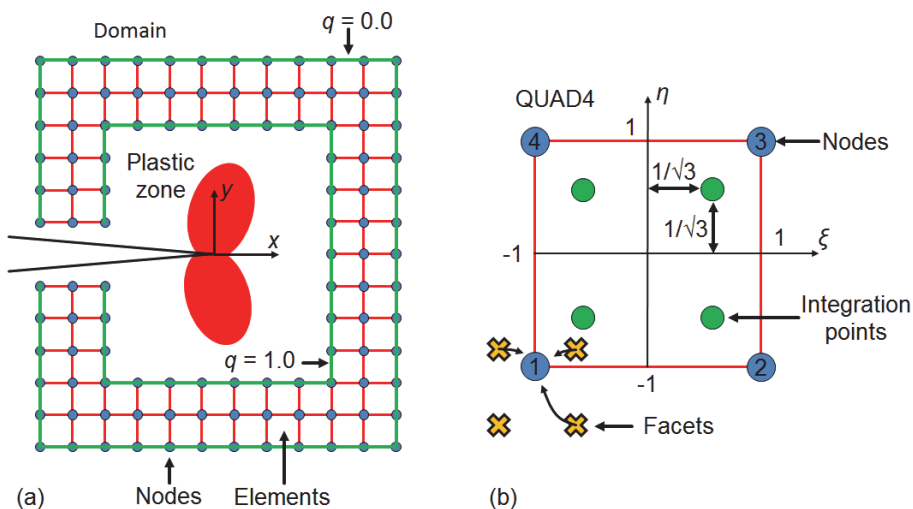 Domain
q = 0.0
Plastic
zone
y
x
q = 1.0
Nodes
Elements
(a)
QUAD4
η
4
1
3
Nodes
1/√3
1/√3
-1
1
ξ
Integration
points
1
-1
2
Facets
(b)